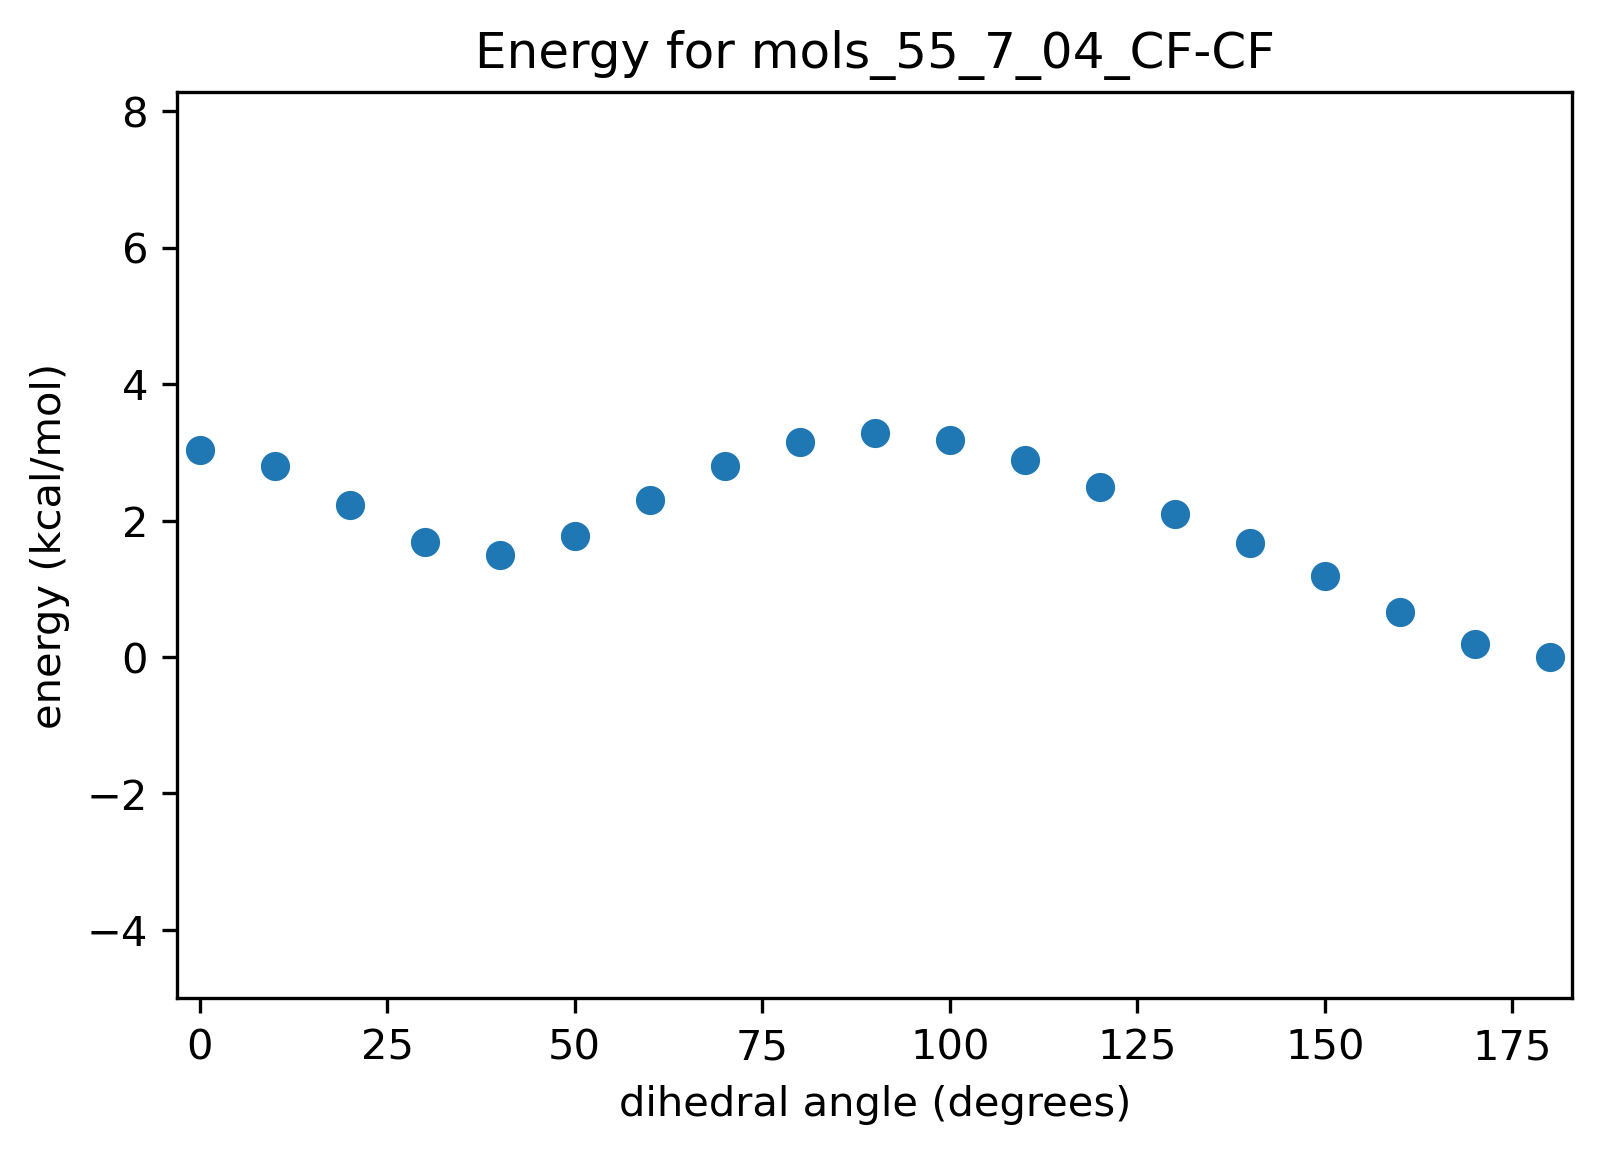 Energy for mols_55_7_04_CF-CF
8
6
4
2
0
−2
−4
energy (kcal/mol)
0 25 50 75 100 125 150 175
dihedral angle (degrees)